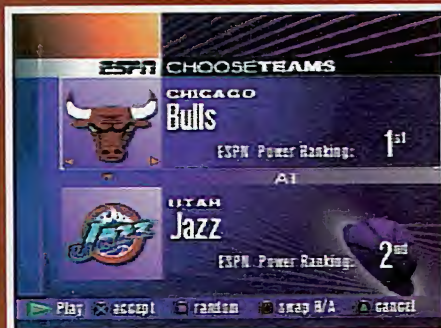 ESPN CHOOSETEAMS
CHICAGO
Bulls
ESPN Power Ranking: 1st
AT
UTAH
Jazz
Jazz
ESPN Power Ranking: 2nd
Play accept random swap H/A cancel